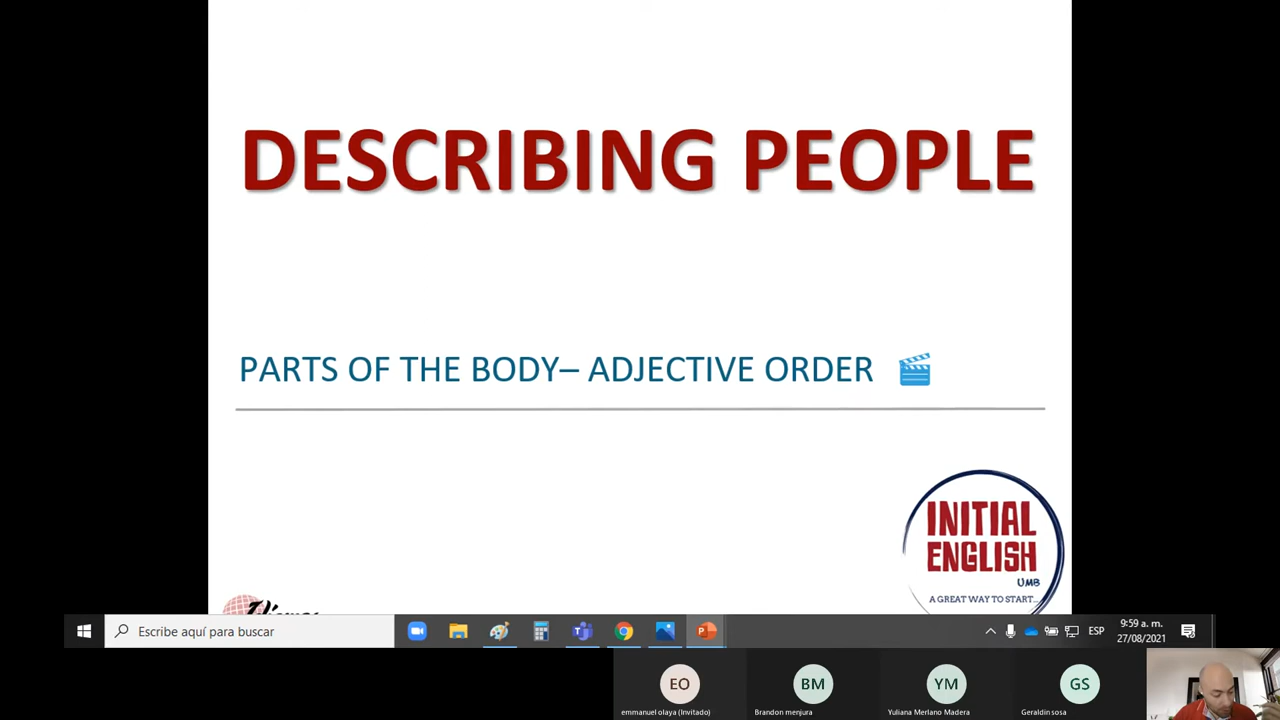 DESCRIBING PEOPLE
PARTS OF THE BODY– ADJECTIVE ORDER
INITIAL
ENGLISH
UMB
A GREAT WAY TO START...
Idiomas
Escribe aquí para buscar
ESP
9:59 a. m.
27/08/2021
EO
BM
YM
GS
emmanuel olaya (Invitado)
Brandon menjura
Yuliana Merlano Madera
Geraldin sosa